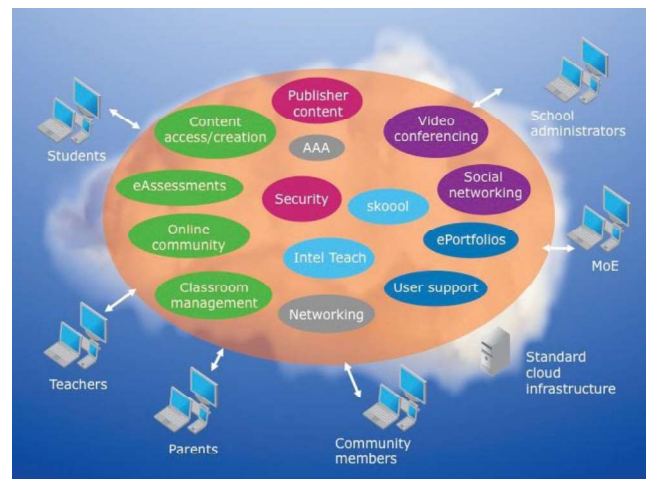 Publisher
content
Content
access/creation
Video
conferencing
School
administrators
AAA
Students
eAssessments
Security
skoool
Social
networking
Online
community
ePortfolios
Intel Teach
MoE
Classroom
management
User support
Networking
Teachers
Standard
cloud
infrastructure
Parents
Community
members